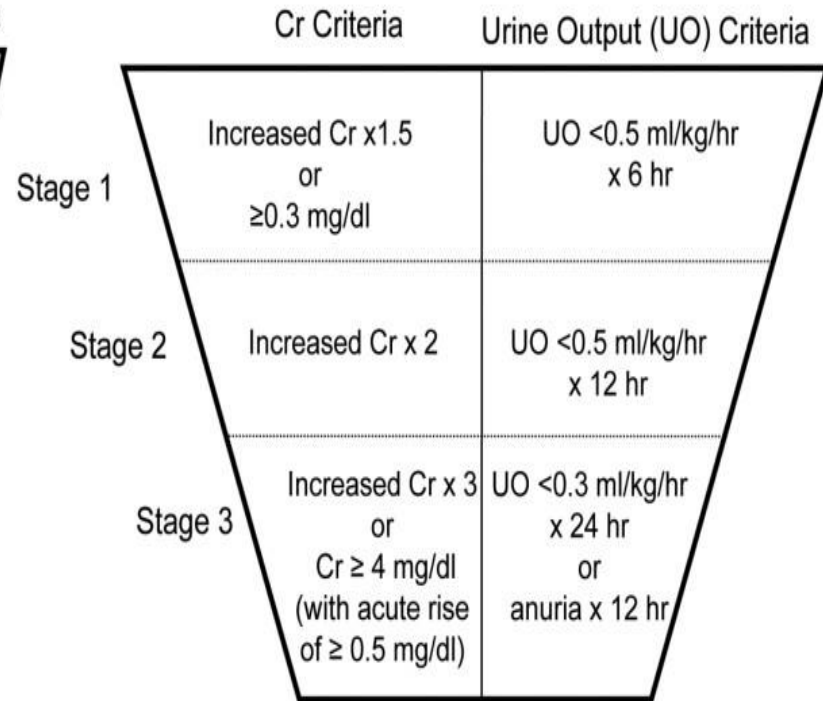 Cr Criteria
Urine Output (UO) Criteria
Stage 1
Increased Cr x1.5
or
≥0.3 mg/dl
UO <0.5 ml/kg/hr
x 6 hr
Stage 2
Increased Cr x 2
UO <0.5 ml/kg/hr
x 12 hr
Stage 3
Increased Cr x 3
or
Cr ≥ 4 mg/dl
(with acute rise
of ≥ 0.5 mg/dl)
UO <0.3 ml/kg/hr
x 24 hr
or
anuria x 12 hr